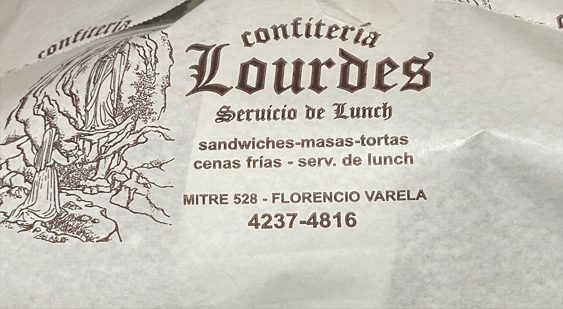 confitería
confitería
Lourdes
Servicio de Lunch
sandwiches-masas-tortas
cenas frías - serv. de lunch
MITRE 528 - FLORENCIO VARELA
4237-4816